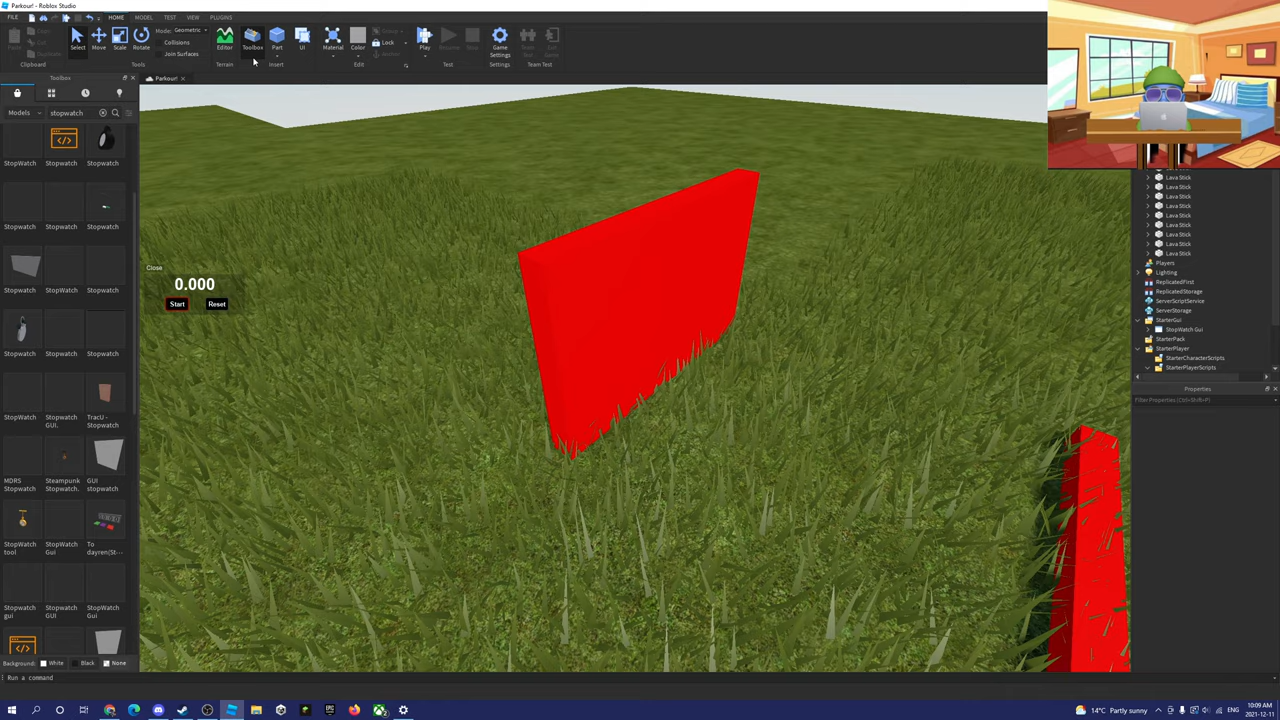 Parkour! - Roblox Studio
FILE HOME MODEL TEST VIEW PLUGINS
Mode: Geometric
Collisions
Join Surfaces
Select Move Scale Rotate Editor Toolbox Part UI Material Color Lock Play Game Settings
Clipboard Tools Terrain Insert Edit Test Settings Team Test
Toolbox
Parkour!
Models stopwatch
StopWatch Stopwatch Stopwatch
Stopwatch Stopwatch Stopwatch
Stopwatch StopWatch Stopwatch
Stopwatch Stopwatch Stopwatch
StopWatch Stopwatch GUI. TracU - Stopwatch
MDRS Stopwatch Steampunk Stopwatch. GUI stopwatch
StopWatch tool StopWatch Gui To dayren(St---
Stopwatch gui Stopwatch GUI StopWatch Gui
Background: White Black None
Run a command
Close
0.000
Start Reset
Lava Stick
Lava Stick
Lava Stick
Lava Stick
Lava Stick
Lava Stick
Lava Stick
Lava Stick
Lava Stick
Players
Lighting
ReplicatedFirst
ReplicatedStorage
ServerScriptService
ServerStorage
StarterGui
StopWatch Gui
StarterPack
StarterPlayer
StarterCharacterScripts
StarterPlayerScripts
Properties
Filter Properties (Ctrl+Shift+P)
14°C Partly sunny
ENG
10:09 AM
2021-12-11